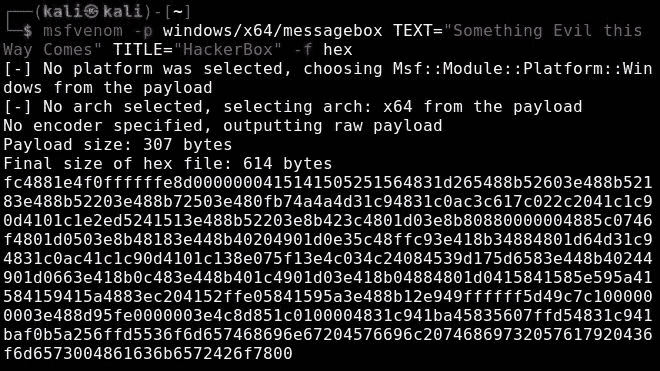 ┌──(kali㉿kali)-[~]
└─$ msfvenom -p windows/x64/messagebox TEXT="Something Evil this
Way Comes" TITLE="HackerBox" -f hex
[-] No platform was selected, choosing Msf::Module::Platform::Win
dows from the payload
[-] No arch selected, selecting arch: x64 from the payload
No encoder specified, outputting raw payload
Payload size: 307 bytes
Final size of hex file: 614 bytes
fc4881e4f0ffffffe8d0000000415141505251564831d265488b52603e488b521
83e488b52203e488b72503e480fb74a4a4d31c94831c0ac3c617c022c2041c1c9
0d4101c1e2ed5241513e488b52203e8b423c4801d03e8b80880000004885c0746
f4801d0503e8b48183e448b40204901d0e35c48ffc93e418b34884801d64d31c9
4831c0ac41c1c90d4101c138e075f13e4c034c24084539d175d6583e448b40244
901d0663e418b0c483e448b401c4901d03e418b04884801d0415841585e595a41
584159415a4883ec204152ffe05841595a3e488b12e949ffffff5d49c7c100000
0003e488d95fe0000003e4c8d851c0100004831c941ba45835607ffd54831c941
baf0b5a256ffd5536f6d657468696e67204576696c20746869732057617920436
f6d6573004861636b6572426f7800